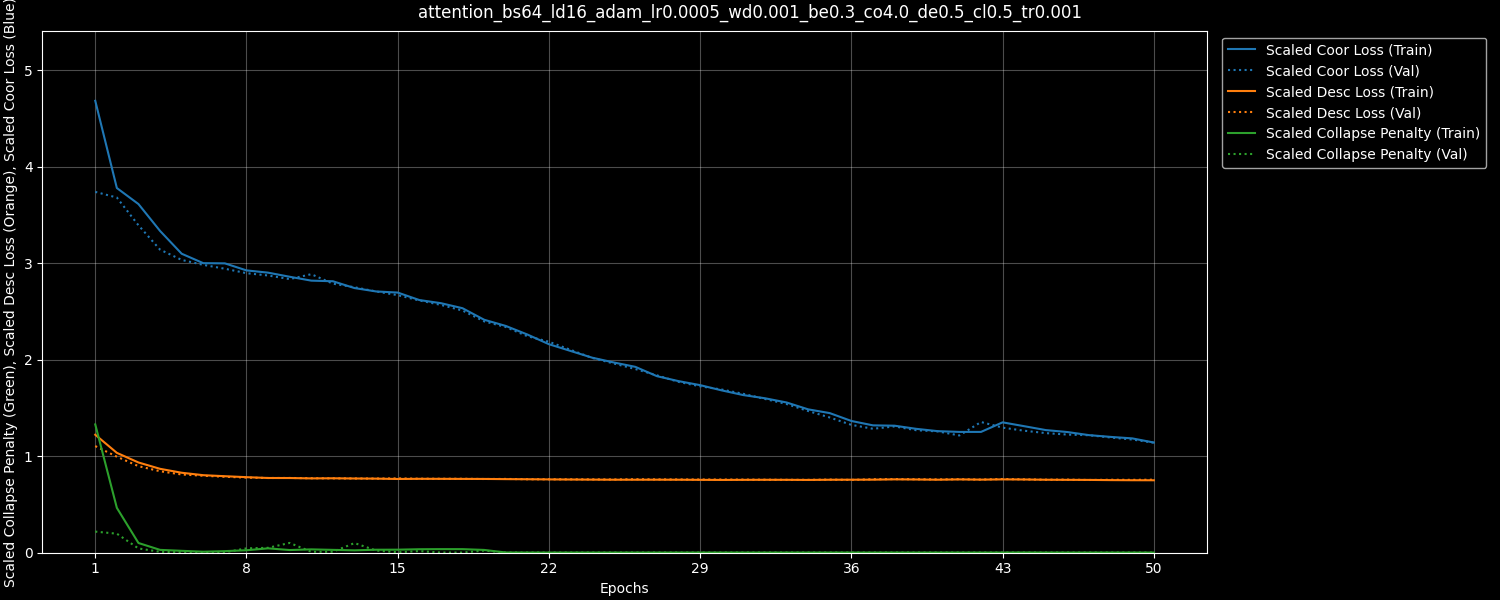 attention_bs64_ld16_adam_lr0.0005_wd0.001_be0.3_co4.0_de0.5_cl0.5_tr0.001
Scaled Collapse Penalty (Green), Scaled Desc Loss (Orange), Scaled Coor Loss (Blue)
5
4
3
2
1
0
1 8 15 22 29 36 43 50
Epochs
Scaled Coor Loss (Train)
Scaled Coor Loss (Val)
Scaled Desc Loss (Train)
Scaled Desc Loss (Val)
Scaled Collapse Penalty (Train)
Scaled Collapse Penalty (Val)